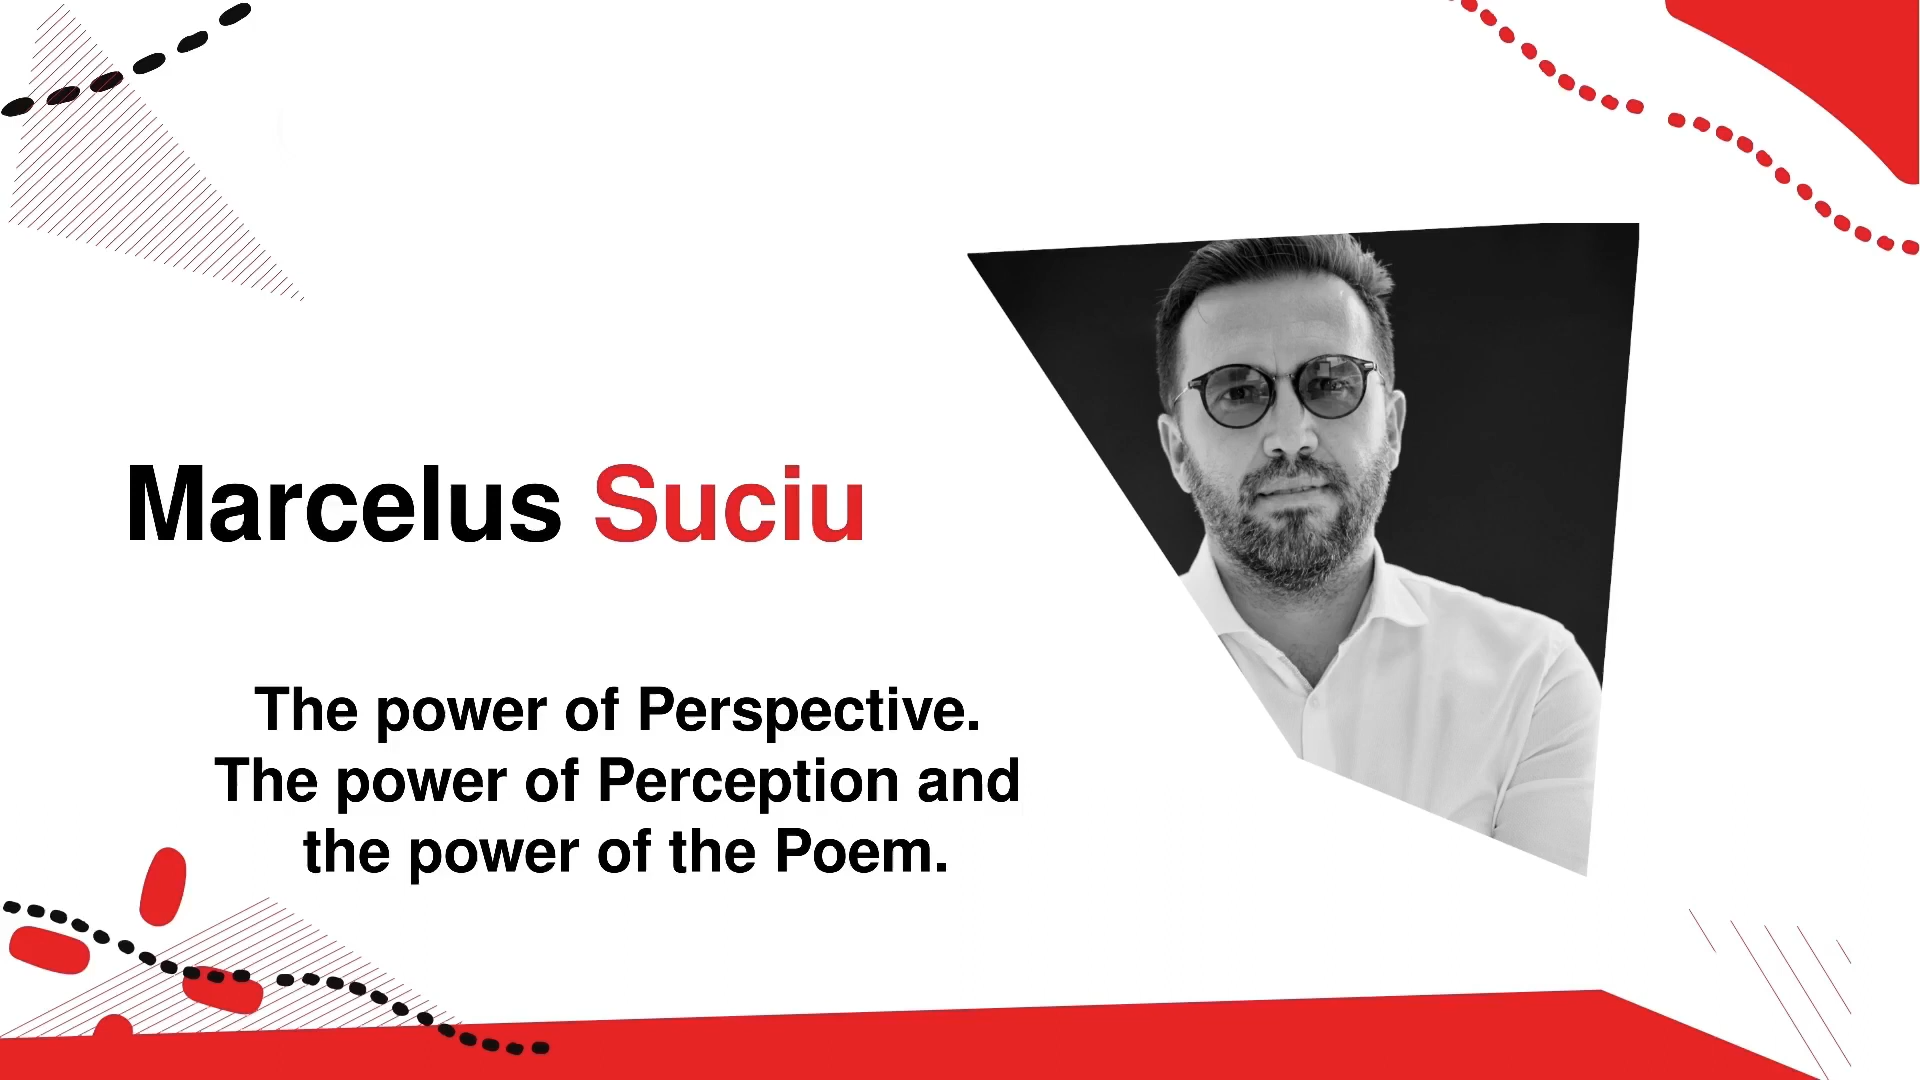 Marcelus Suciu
The power of Perspective.
The power of Perception and
the power of the Poem.